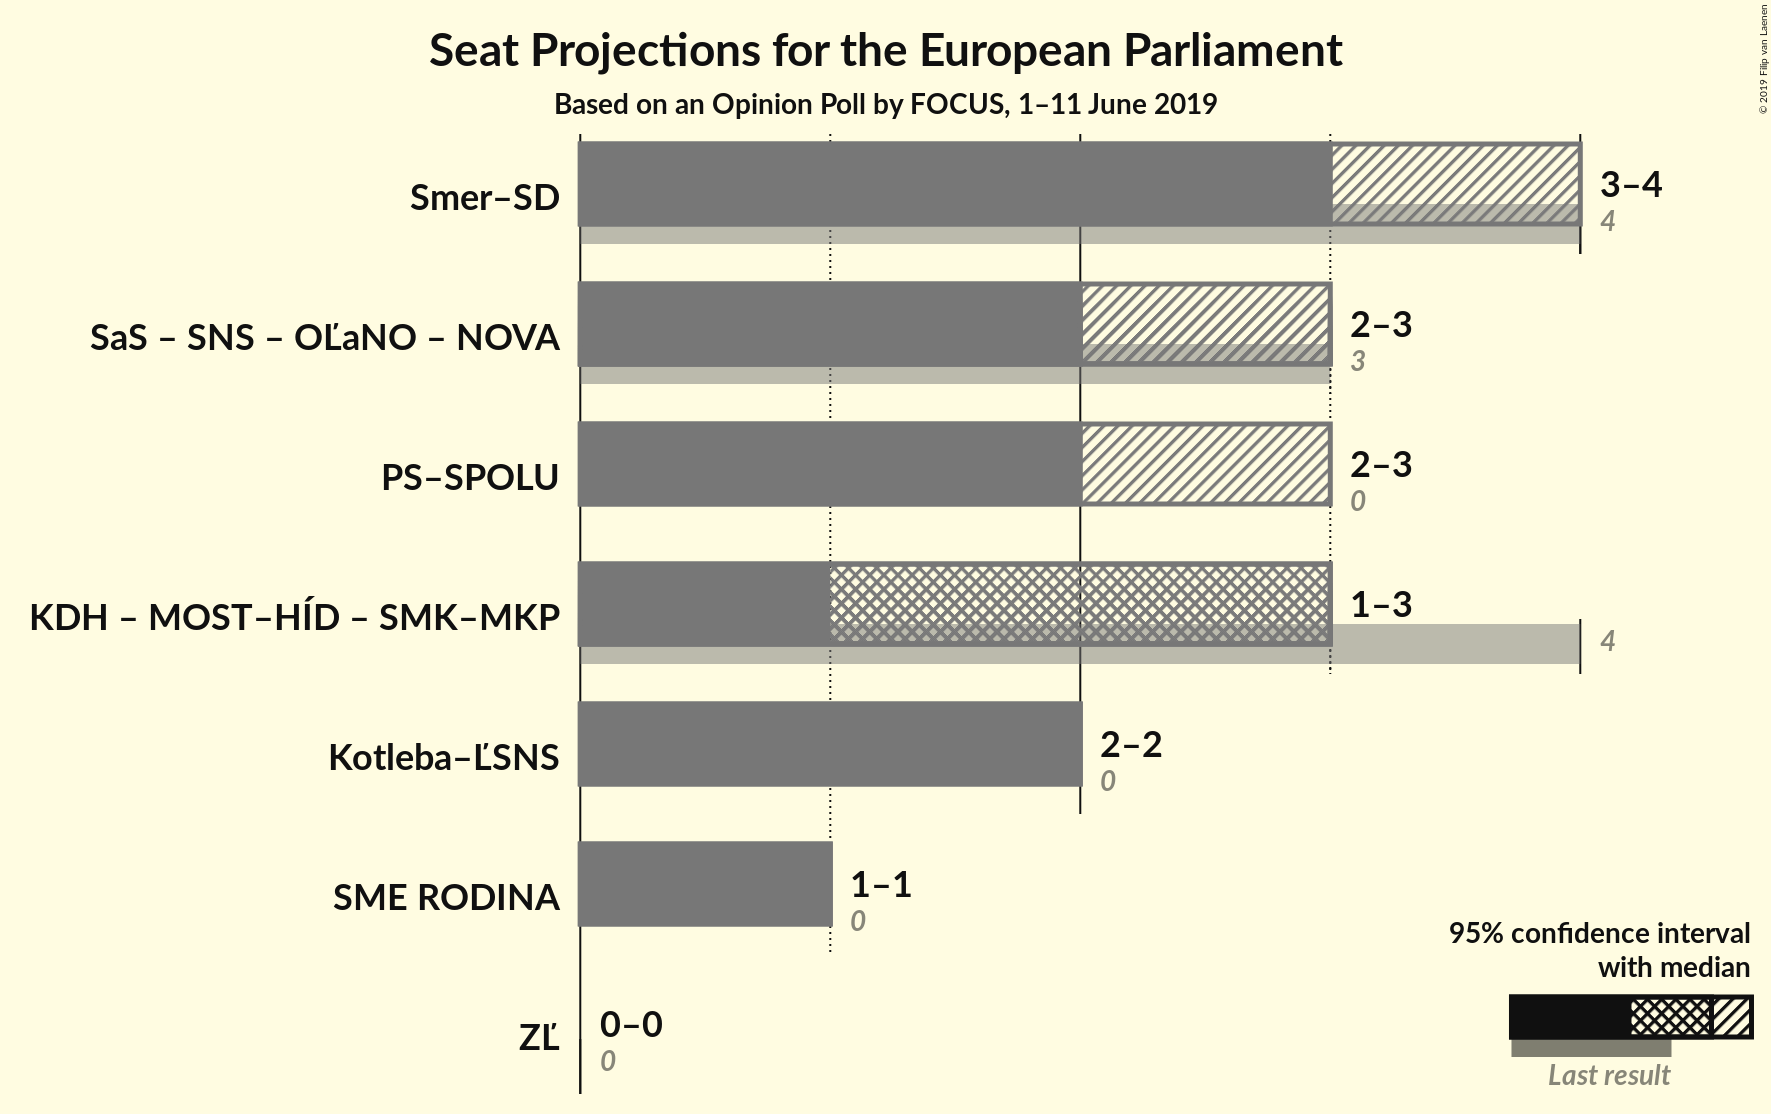 Seat Projections for the European Parliament
Based on an Opinion Poll by FOCUS, 1–11 June 2019
© 2019 Filip van Laenen
Smer–SD
3–4
4
SaS – SNS – OĽaNO – NOVA
2–3
3
PS–SPOLU
2–3
0
KDH – MOST–HÍD – SMK–MKP
1–3
4
Kotleba–ĽSNS
2–2
0
SME RODINA
1–1
0
ZĽ
0–0
0
95% confidence interval
with median
Last result